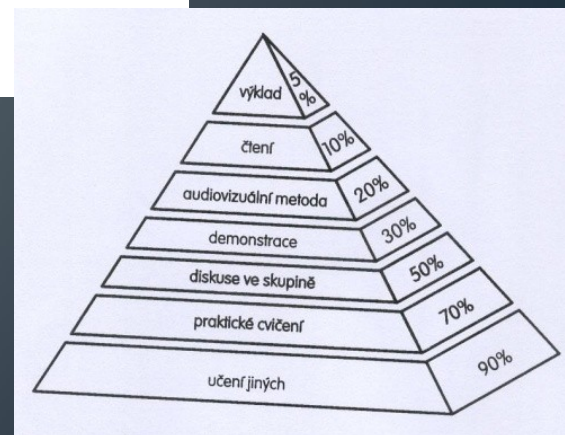 výklad 5 %
čtení 10%
audiovizuální metoda 20%
demonstrace 30%
diskuse ve skupině 50%
praktické cvičení 70%
učení jiných 90%